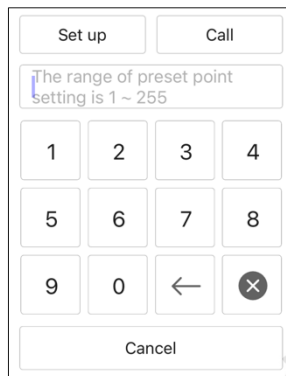 Set up Call
The range of preset point
setting is 1 ~ 255
1 2 3 4
5 6 7 8
9 0 ←
Cancel